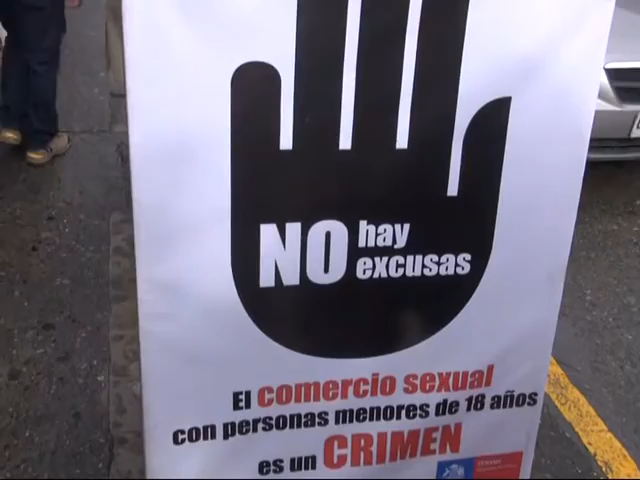 NO hay
excusas
El comercio sexual
con personas menores de 18 años
es un CRIMEN